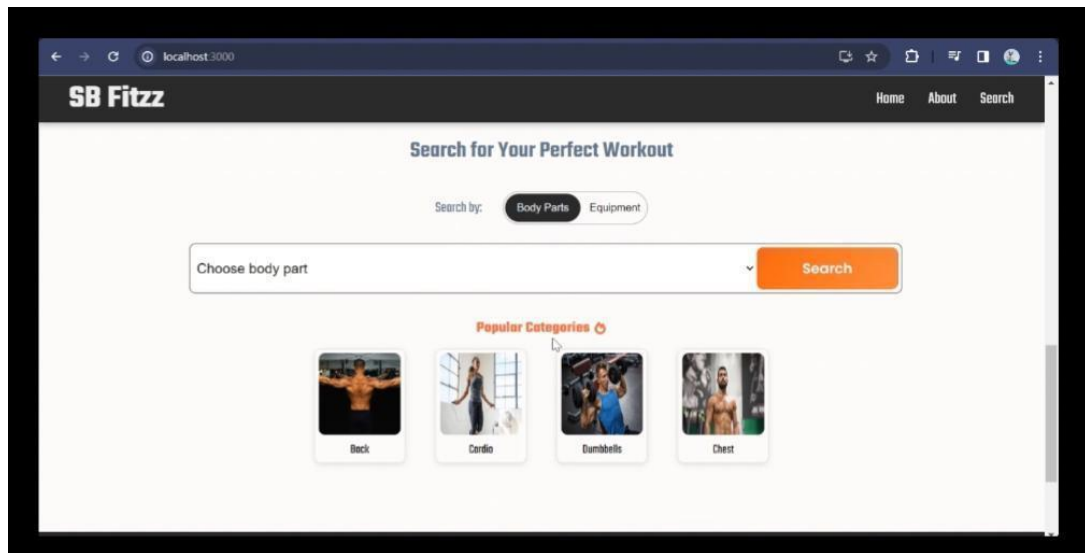 localhost:3000
SB Fitzz
Home About Search
Search for Your Perfect Workout
Search by: Body Parts Equipment
Choose body part
Search
Popular Categories
Back Cardio Dumbbells Chest